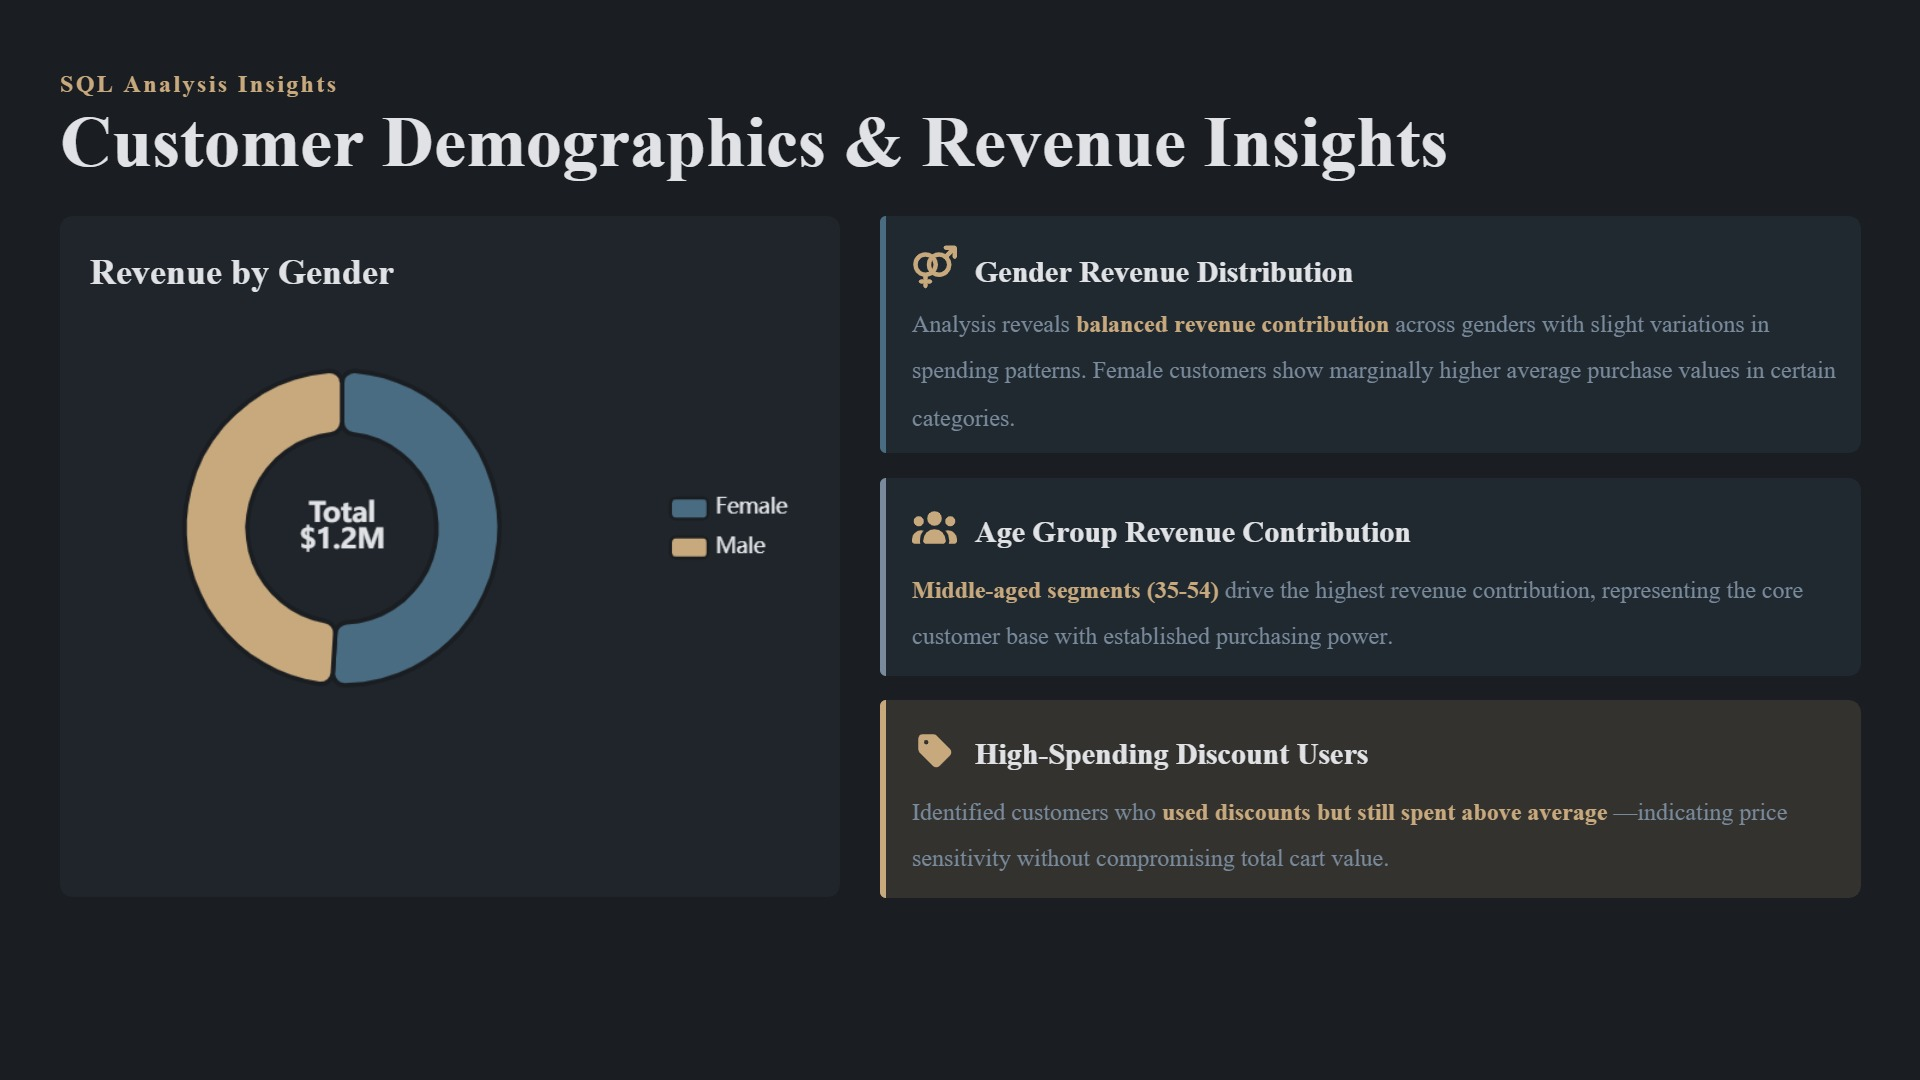 SQL Analysis Insights
Customer Demographics & Revenue Insights
Revenue by Gender
Total
$1.2M
Female
Male
Gender Revenue Distribution
Analysis reveals balanced revenue contribution across genders with slight variations in
spending patterns. Female customers show marginally higher average purchase values in certain
categories.
Age Group Revenue Contribution
Middle-aged segments (35-54) drive the highest revenue contribution, representing the core
customer base with established purchasing power.
High-Spending Discount Users
Identified customers who used discounts but still spent above average —indicating price
sensitivity without compromising total cart value.